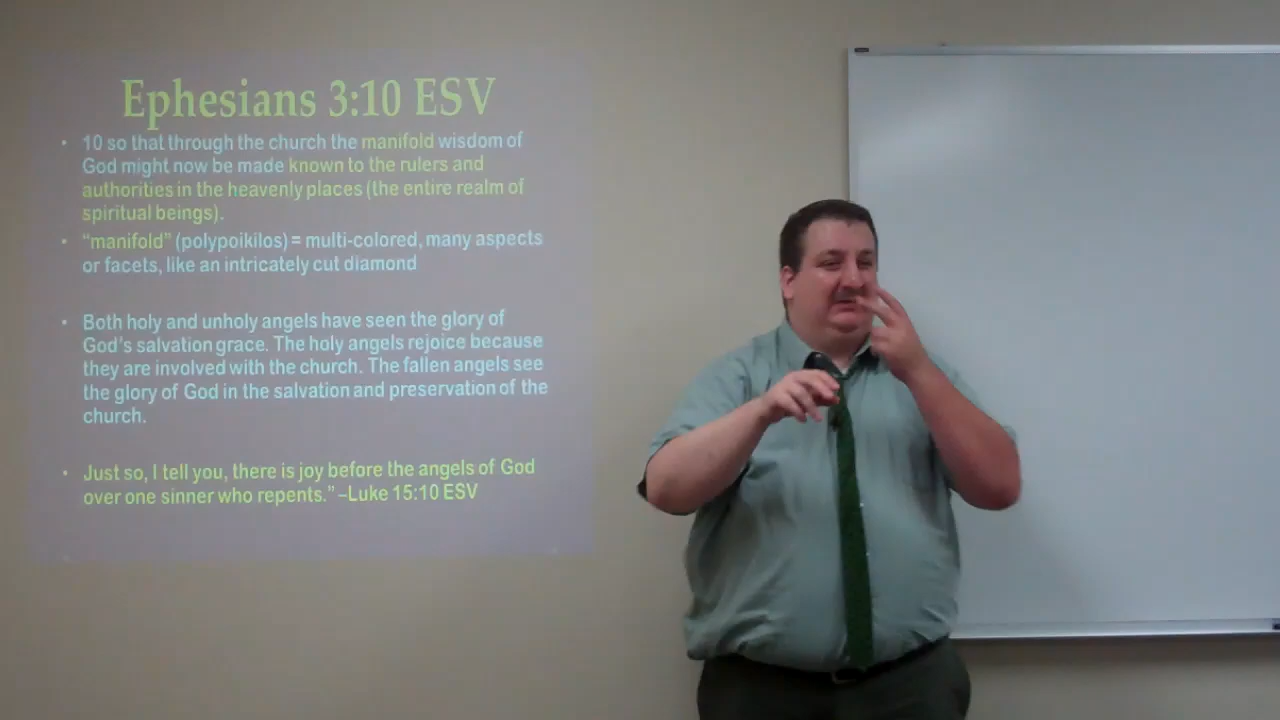 Ephesians 3:10 ESV
• 10 so that through the church the manifold wisdom of
God might now be made known to the rulers and
authorities in the heavenly places (the entire realm of
spiritual beings).
• “manifold” (polypoikilos) = multi-colored, many aspects
or facets, like an intricately cut diamond
• Both holy and unholy angels have seen the glory of
God’s salvation grace. The holy angels rejoice because
they are involved with the church. The fallen angels see
the glory of God in the salvation and preservation of the
church.
• Just so, I tell you, there is joy before the angels of God
over one sinner who repents.” –Luke 15:10 ESV